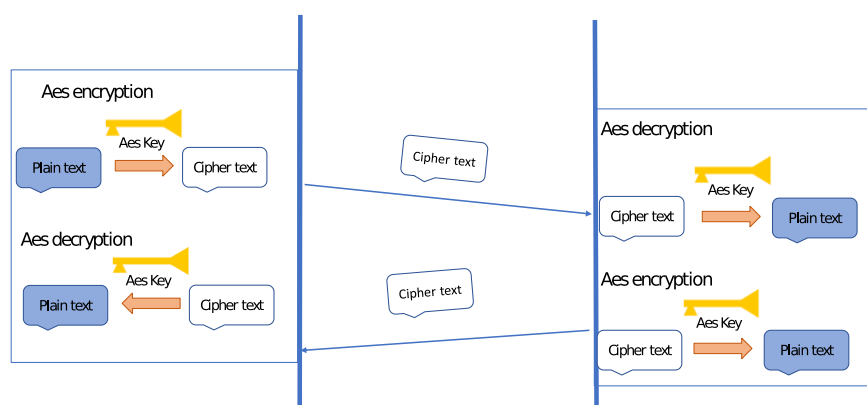 Aes encryption
Aes Key
Plain text
Cipher text
Aes decryption
Aes Key
Plain text
Cipher text
Cipher text
Cipher text
Aes decryption
Aes Key
Cipher text
Plain text
Aes encryption
Aes Key
Cipher text
Plain text